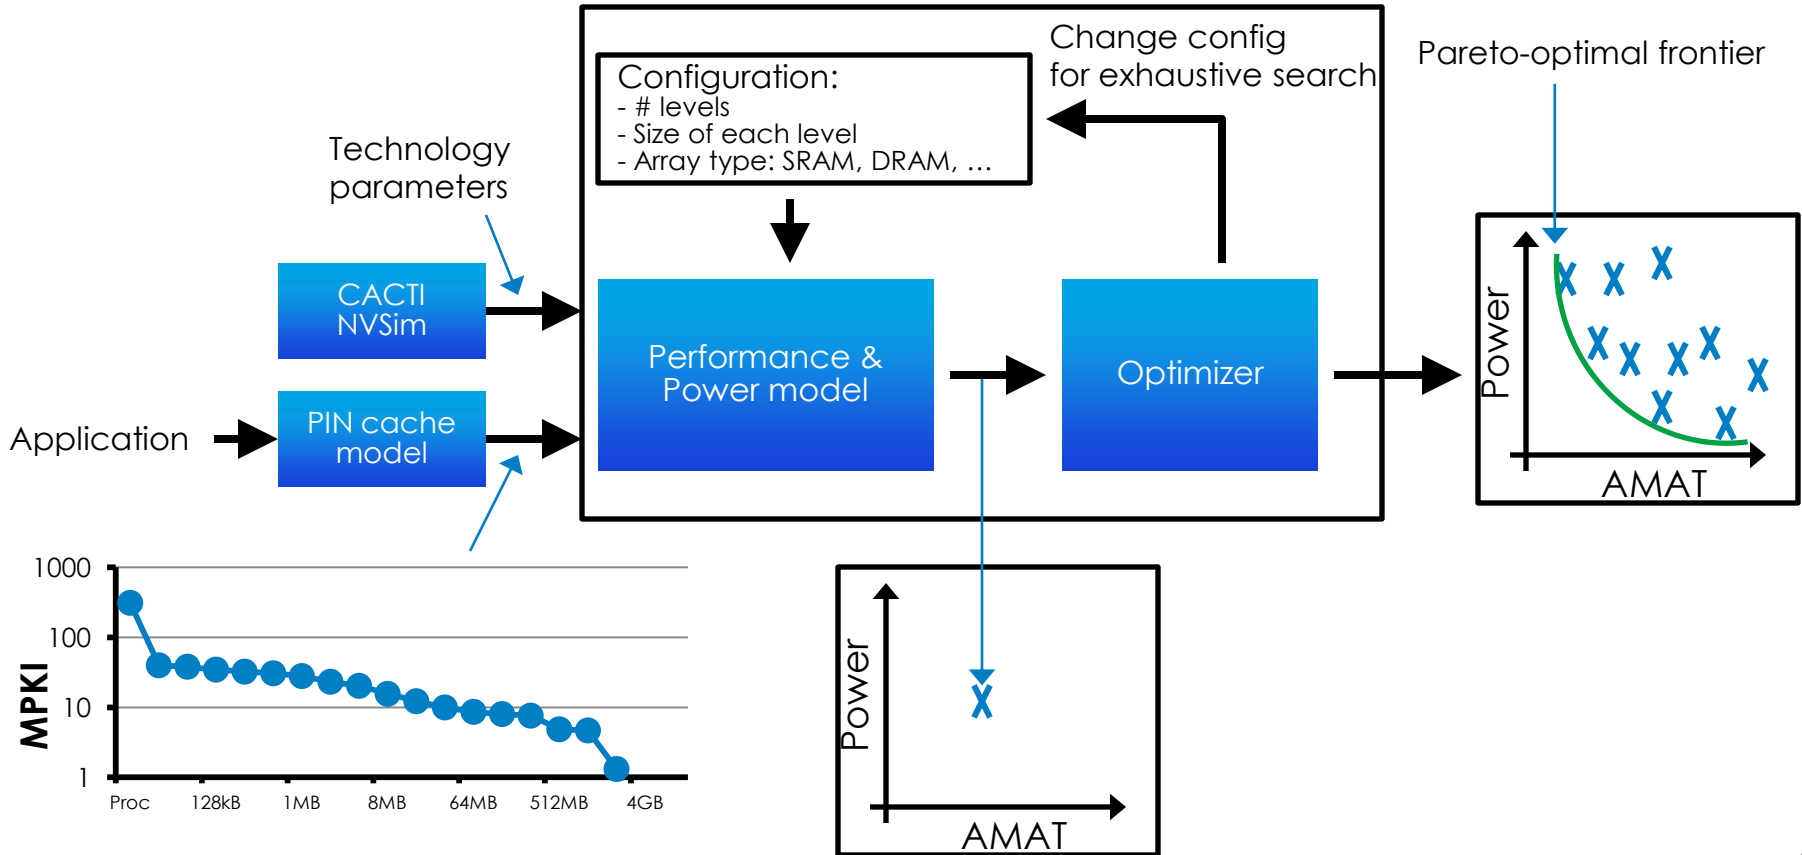 Change config
for exhaustive search
Pareto-optimal frontier
Configuration:
- # levels
- Size of each level
- Array type: SRAM, DRAM, …
Technology
parameters
CACTI
NVSim
Performance &
Power model
Optimizer
Application
PIN cache
model
Power
AMAT
MPKI
1000
100
10
1
Proc
128kB
1MB
8MB
64MB
512MB
4GB
Power
AMAT